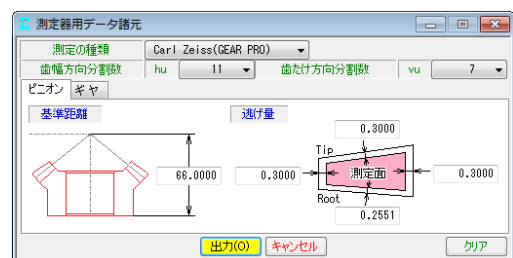 測定器用データ諸元
測定の種類 Carl Zeiss(GEAR PRO)
歯幅方向分割数 hu 11 歯たけ方向分割数 vu 7
ピニオン ギヤ
基準距離 逃げ量
0.3000
Tip
66.0000 0.3000 測定面 0.3000
Root
0.2551
出力(O) キャンセル クリア